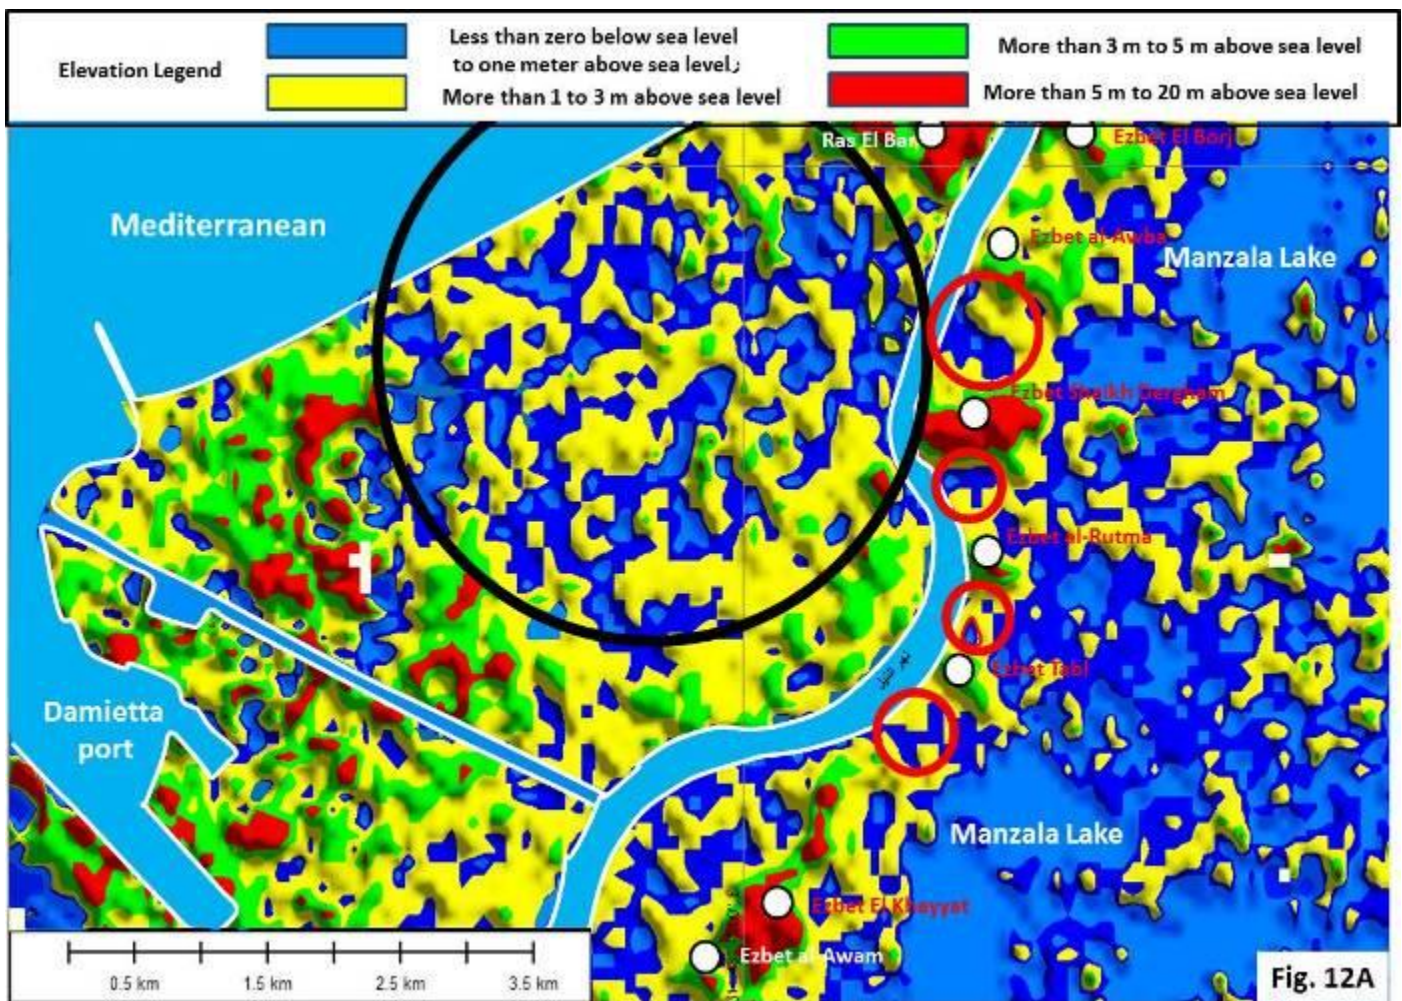 Elevation Legend
Less than zero below sea level
to one meter above sea level
More than 1 to 3 m above sea level
More than 3 m to 5 m above sea level
More than 5 m to 20 m above sea level
Ras El Bar
Ezbet El Borj
Mediterranean
Ezbet al-Awba
Manzala Lake
Ezbet Shaikh Dergham
Ezbet al-Rutma
نهر النيل
Ezbet Tabl
Damietta
port
Manzala Lake
Ezbet El Khayyat
Ezbet al-Awam
0.5 km
1.5 km
2.5 km
3.5 km
Fig. 12A